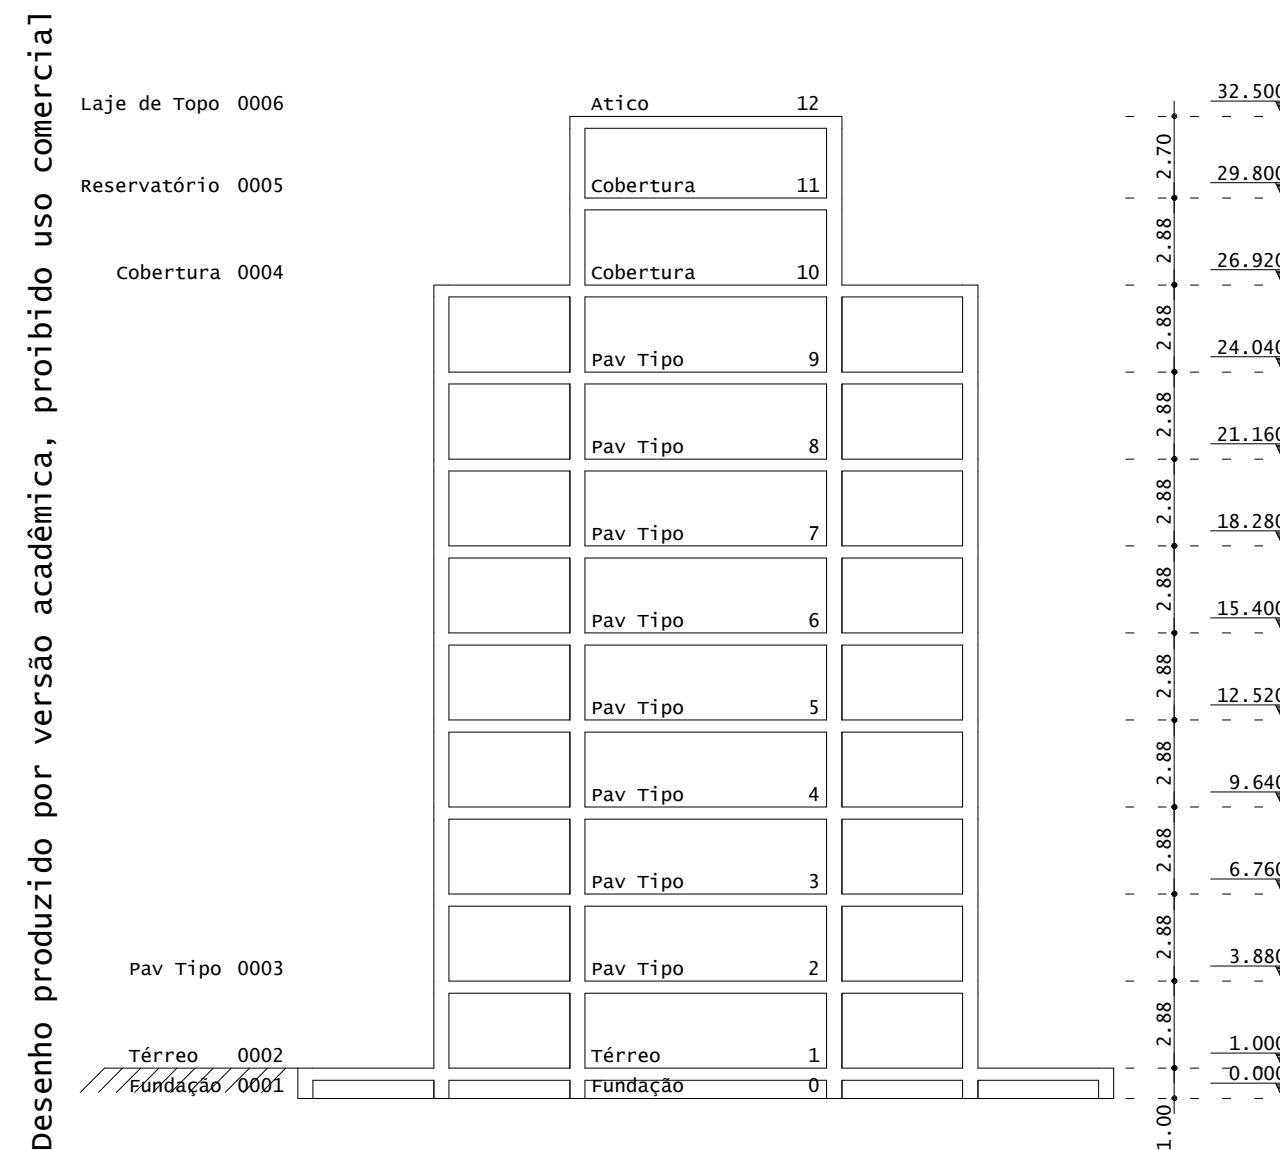 Desenho produzido por versão acadêmica, proibido uso comercial
Laje de Topo 0006 Atico 12 32.500
2.70
Reservatório 0005 Cobertura 11 29.800
2.88
Cobertura 0004 Cobertura 10 26.920
2.88
Pav Tipo 9 24.040
2.88
Pav Tipo 8 21.160
2.88
Pav Tipo 7 18.280
2.88
Pav Tipo 6 15.400
2.88
Pav Tipo 5 12.520
2.88
Pav Tipo 4 9.640
2.88
Pav Tipo 3 6.760
2.88
Pav Tipo 0003 Pav Tipo 2 3.880
2.88
Térreo 0002 Térreo 1 1.000
Fundação 0001 Fundação 0 0.000
1.00